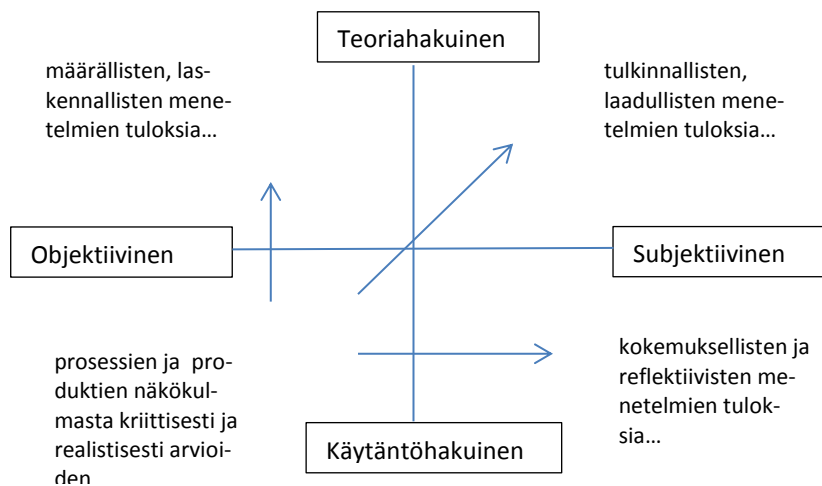 Teoriahakuinen
määrällisten, las-
kennallisten mene-
telmien tuloksia…
tulkinnallisten,
laadullisten mene-
telmien tuloksia…
Objektiivinen
Subjektiivinen
prosessien ja  pro-
duktien näkökul-
masta kriittisesti ja
realistisesti arvioi-
den
kokemuksellisten ja
reflektiivisten me-
netelmien tulok-
sia…
Käytäntöhakuinen